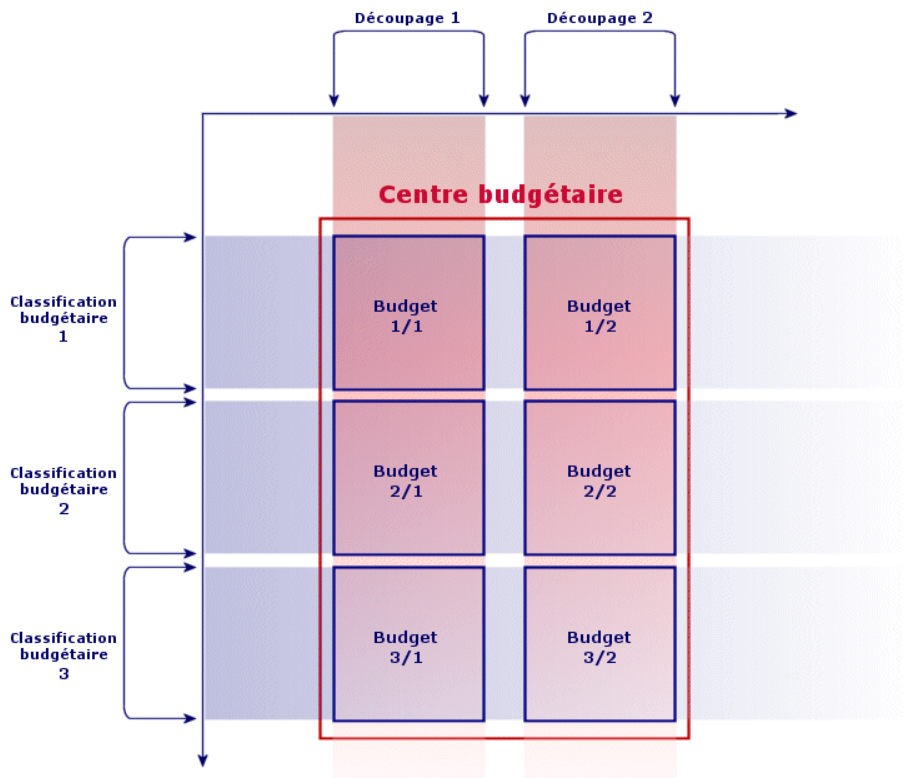 Découpage 1
Découpage 2
Centre budgétaire
Classification
budgétaire
1
Budget
1/1
Budget
1/2
Classification
budgétaire
2
Budget
2/1
Budget
2/2
Classification
budgétaire
3
Budget
3/1
Budget
3/2